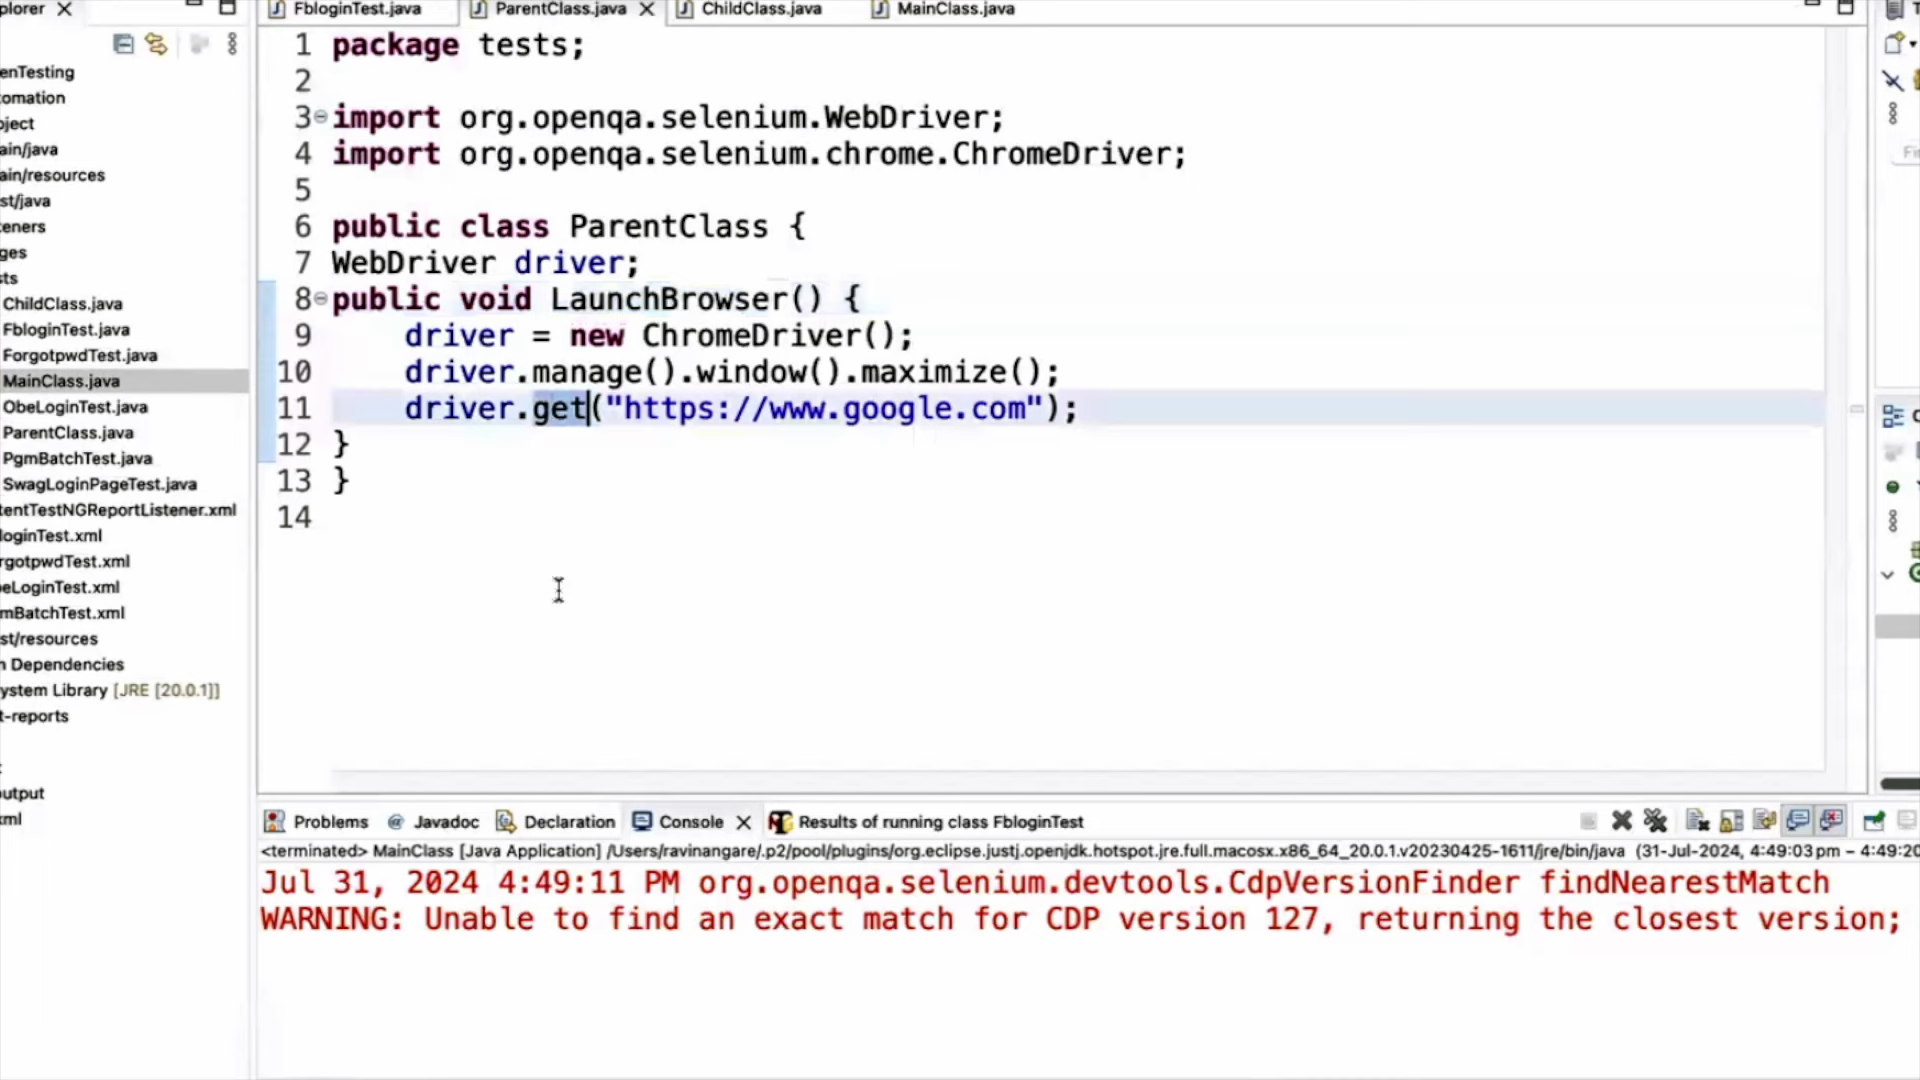 plorer
FbloginTest.java
ParentClass.java
ChildClass.java
MainClass.java
enTesting
tomation
oject
ain/java
ain/resources
st/java
eners
ges
sts
ChildClass.java
FbloginTest.java
ForgotpwdTest.java
MainClass.java
ObeLoginTest.java
ParentClass.java
PgmBatchTest.java
SwagLoginPageTest.java
tentTestNGReportListener.xml
loginTest.xml
rgotpwdTest.xml
eLoginTest.xml
mBatchTest.xml
st/resources
n Dependencies
ystem Library [JRE [20.0.1]]
t-reports
utput
xml
1 package tests;
2
3 import org.openqa.selenium.WebDriver;
4 import org.openqa.selenium.chrome.ChromeDriver;
5
6 public class ParentClass {
7 WebDriver driver;
8 public void LaunchBrowser() {
9 driver = new ChromeDriver();
10 driver.manage().window().maximize();
11 driver.get("https://www.google.com");
12 }
13 }
14
Problems
@ Javadoc
Declaration
Console
Results of running class FbloginTest
<terminated> MainClass [Java Application] /Users/ravinangare/.p2/pool/plugins/org.eclipse.justj.openjdk.hotspot.jre.full.macosx.x86_64_20.0.1.v20230425-1611/jre/bin/java (31-Jul-2024, 4:49:03 pm – 4:49:20
Jul 31, 2024 4:49:11 PM org.openqa.selenium.devtools.CdpVersionFinder findNearestMatch
WARNING: Unable to find an exact match for CDP version 127, returning the closest version;